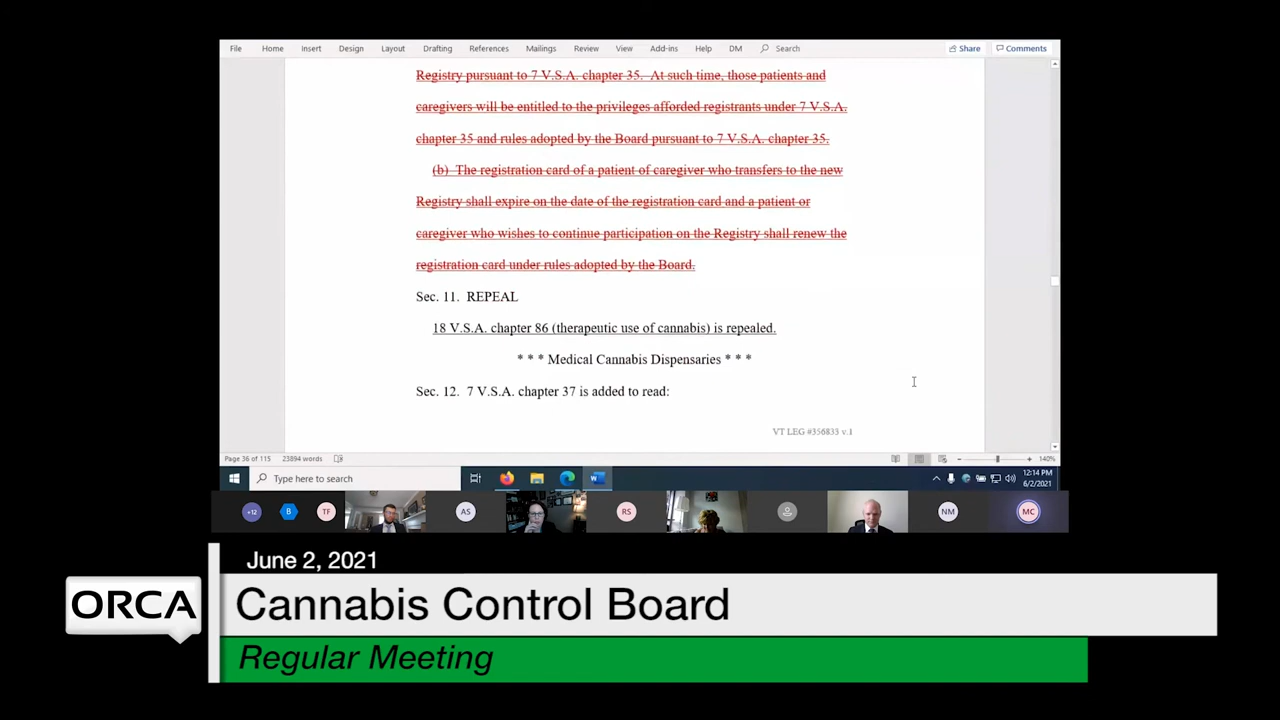 File Home Insert Design Layout Drafting References Mailings Review View Add-ins Help DM Search Share Comments
Registry pursuant to 7 V.S.A. chapter 35. At such time, those patients and
caregivers will be entitled to the privileges afforded registrants under 7 V.S.A.
chapter 35 and rules adopted by the Board pursuant to 7 V.S.A. chapter 35.
(b) The registration card of a patient of caregiver who transfers to the new
Registry shall expire on the date of the registration card and a patient or
caregiver who wishes to continue participation on the Registry shall renew the
registration card under rules adopted by the Board.
Sec. 11. REPEAL
18 V.S.A. chapter 86 (therapeutic use of cannabis) is repealed.
* * * Medical Cannabis Dispensaries * * *
Sec. 12. 7 V.S.A. chapter 37 is added to read:
VT LEG #356833 v.1
Page 36 of 115 23894 words 140%
Type here to search
12:14 PM
6/2/2021
+12 B TF AS RS NM MC
June 2, 2021
ORCA
Cannabis Control Board
Regular Meeting